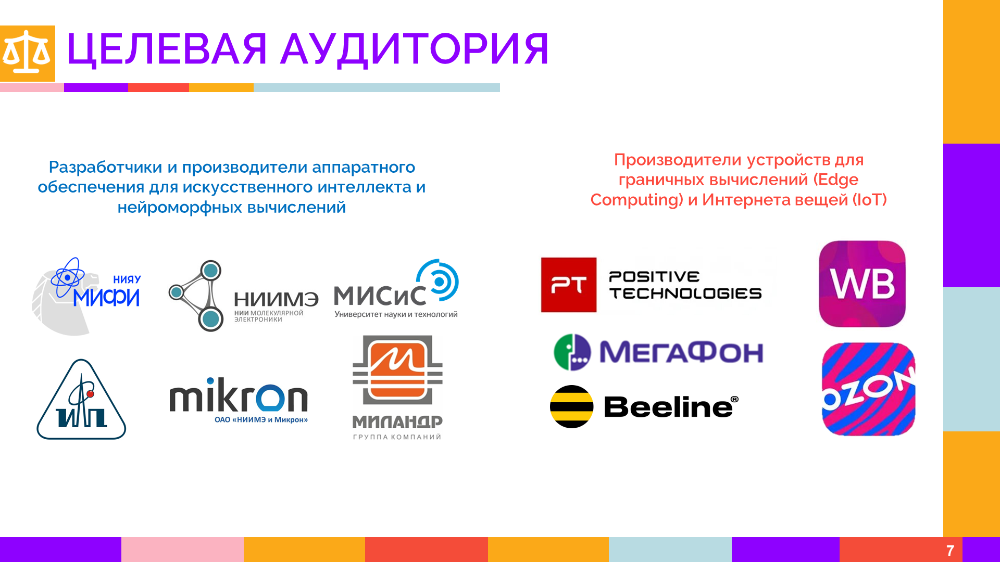 ЦЕЛЕВАЯ АУДИТОРИЯ
Разработчики и производители аппаратного
обеспечения для искусственного интеллекта и
нейроморфных вычислений
НИЯУ
МИФИ
НИИМЭ
НИИ МОЛЕКУЛЯРНОЙ
ЭЛЕКТРОНИКИ
МИСиС
Университет науки и технологий
ИАП
mikron
ОАО «НИИМЭ и Микрон»
МИЛАНДР
ГРУППА КОМПАНИЙ
Производители устройств для
граничных вычислений (Edge
Computing) и Интернета вещей (IoT)
PT
POSITIVE
TECHNOLOGIES
WB
МЕГАФОН
Beeline®
OZON
7